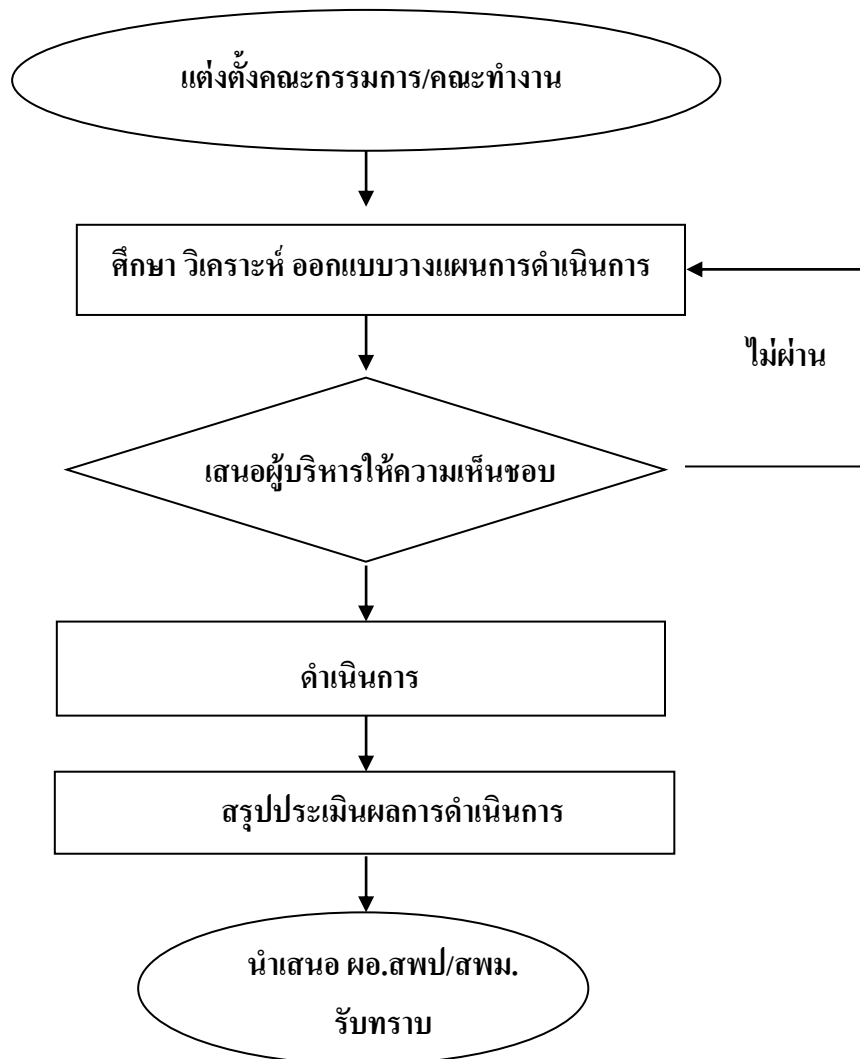 แต่งตั้งคณะกรรมการ/คณะทำงาน
ศึกษา วิเคราะห์ ออกแบบวางแผนการดำเนินการ
ไม่ผ่าน
เสนอผู้บริหารให้ความเห็นชอบ
ดำเนินการ
สรุปประเมินผลการดำเนินการ
นำเสนอ ผอ.สพป/สพม.
รับทราบ